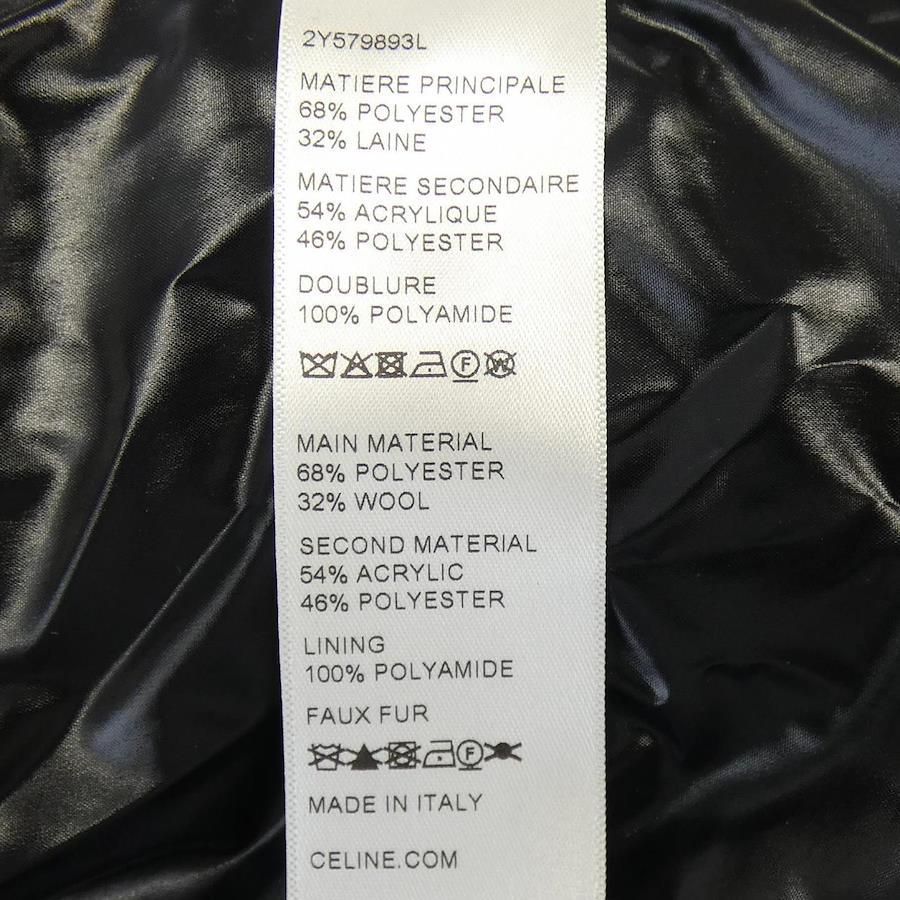 2Y579893L
MATIERE PRINCIPALE
68% POLYESTER
32% LAINE
MATIERE SECONDAIRE
54% ACRYLIQUE
46% POLYESTER
DOUBLURE
100% POLYAMIDE
F W
MAIN MATERIAL
68% POLYESTER
32% WOOL
SECOND MATERIAL
54% ACRYLIC
46% POLYESTER
LINING
100% POLYAMIDE
FAUX FUR
F
MADE IN ITALY
CELINE.COM